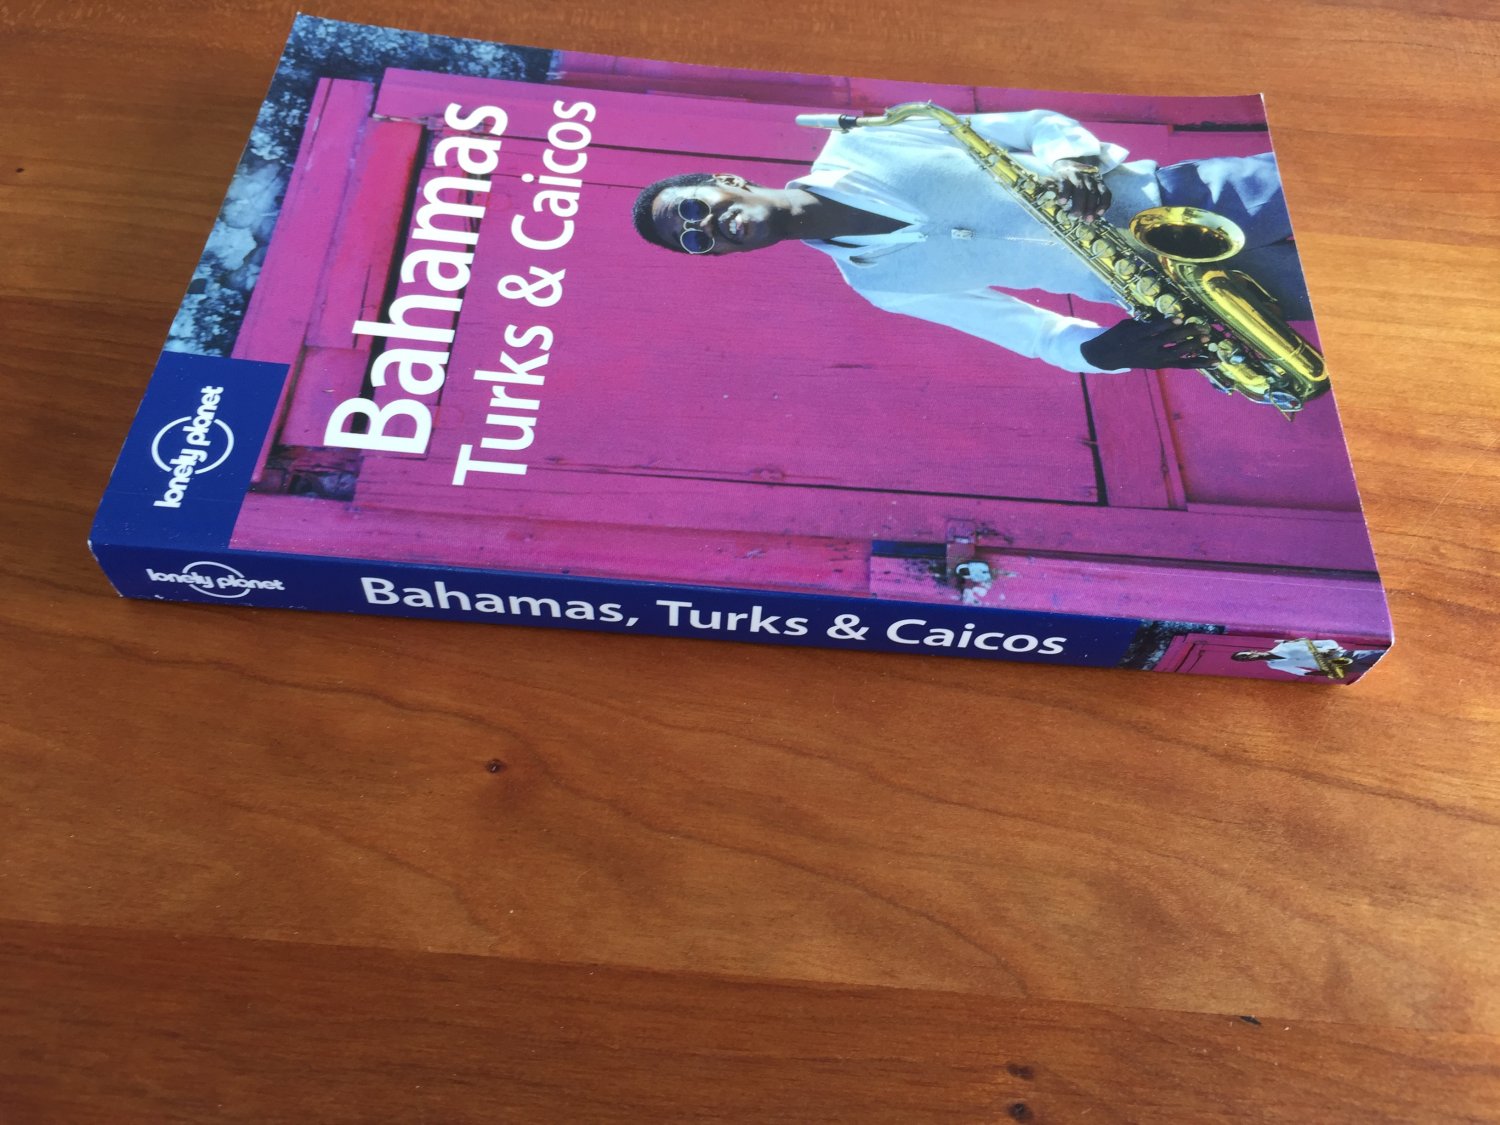 lonely planet
Bahamas
Turks & Caicos
lonely planet
Bahamas, Turks & Caicos